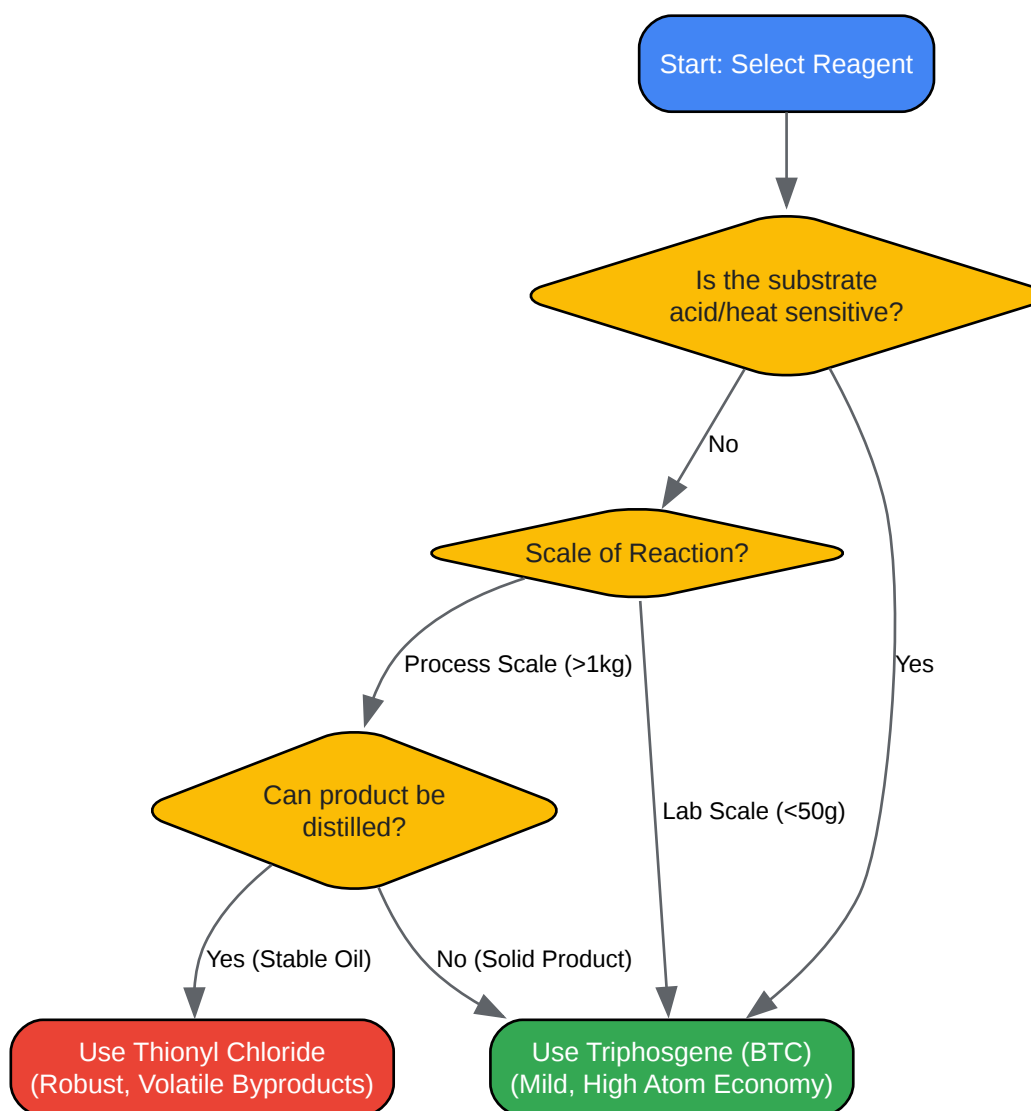 Start: Select Reagent
Is the substrate
acid/heat sensitive?
No
Scale of Reaction?
Process Scale (>1kg)
Yes
Can product be
distilled?
Lab Scale (<50g)
Yes (Stable Oil)
No (Solid Product)
Use Thionyl Chloride
(Robust, Volatile Byproducts)
Use Triphosgene (BTC)
(Mild, High Atom Economy)